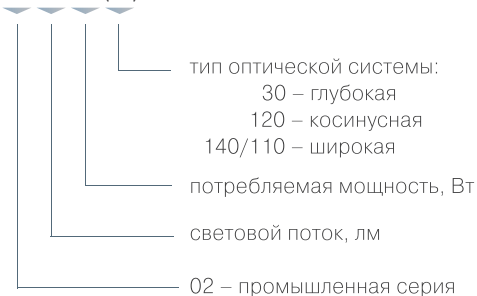 тип оптической системы:
30 – глубокая
120 – косинусная
140/110 – широкая
потребляемая мощность, Вт
световой поток, лм
02 – промышленная серия